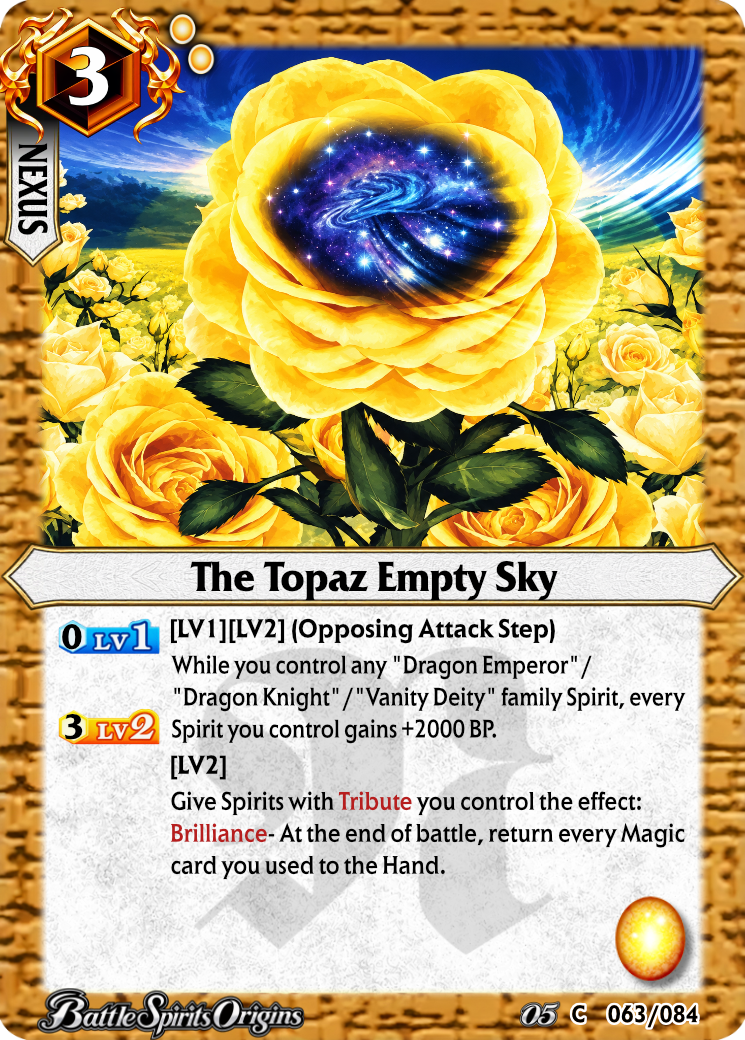 3
NEXUS
The Topaz Empty Sky
0 LV1
[LV1][LV2] (Opposing Attack Step)
While you control any "Dragon Emperor"/
"Dragon Knight"/"Vanity Deity" family Spirit, every
3 LV2
Spirit you control gains +2000 BP.
[LV2]
Give Spirits with Tribute you control the effect:
Brilliance- At the end of battle, return every Magic
card you used to the Hand.
Battle Spirits Origins
05 C 063/084